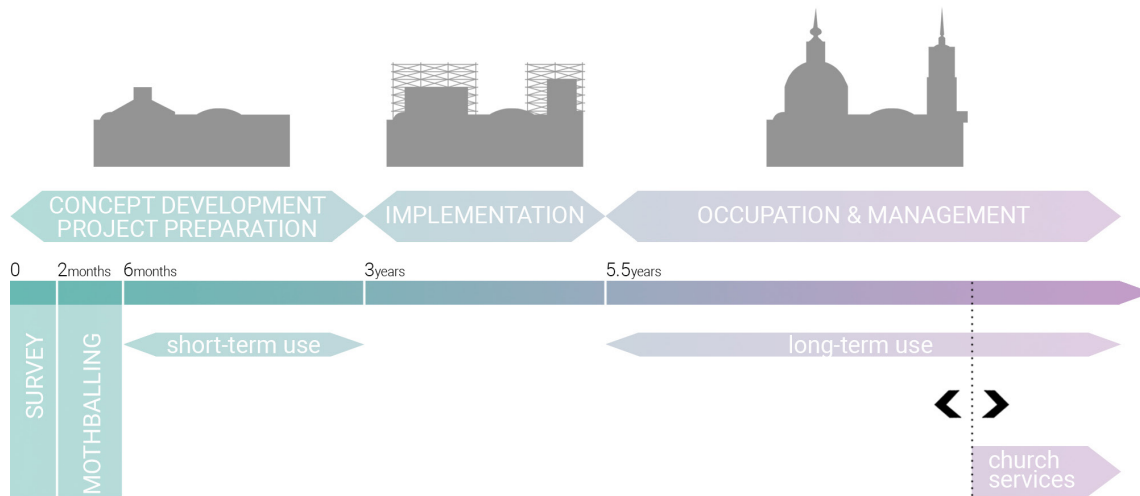 CONCEPT DEVELOPMENT
PROJECT PREPARATION
IMPLEMENTATION
OCCUPATION & MANAGEMENT
0
2months
6months
3years
5.5years
SURVEY
MOTHBALLING
short-term use
long-term use
church
services